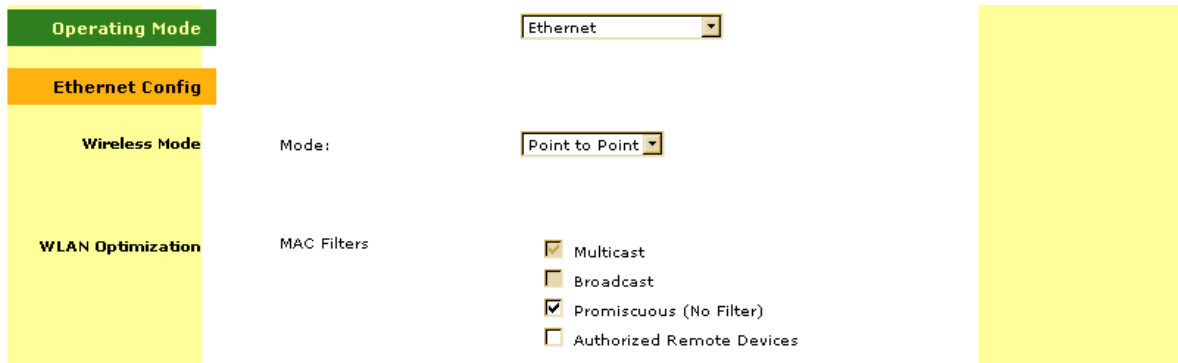 Operating Mode Ethernet
Ethernet Config
Wireless Mode Mode: Point to Point
WLAN Optimization MAC Filters Multicast
Broadcast
Promiscuous (No Filter)
Authorized Remote Devices